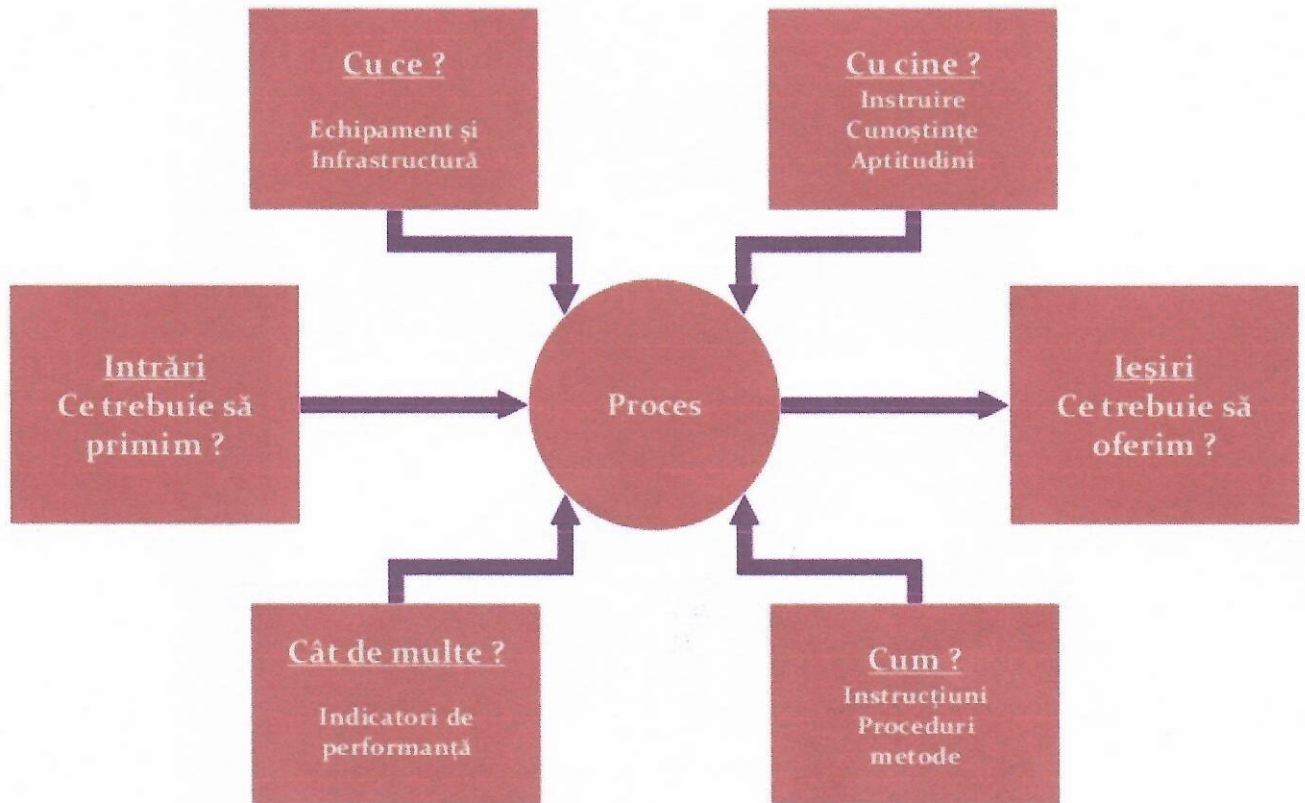 Cu ce ?
Echipament și
Infrastructură
Cu cine ?
Instruire
Cunoștințe
Aptitudini
Intrări
Ce trebuie să
primim ?
Proces
Ieșiri
Ce trebuie să
oferim ?
Cât de multe ?
Indicatori de
performanță
Cum ?
Instrucțiuni
Proceduri
metode